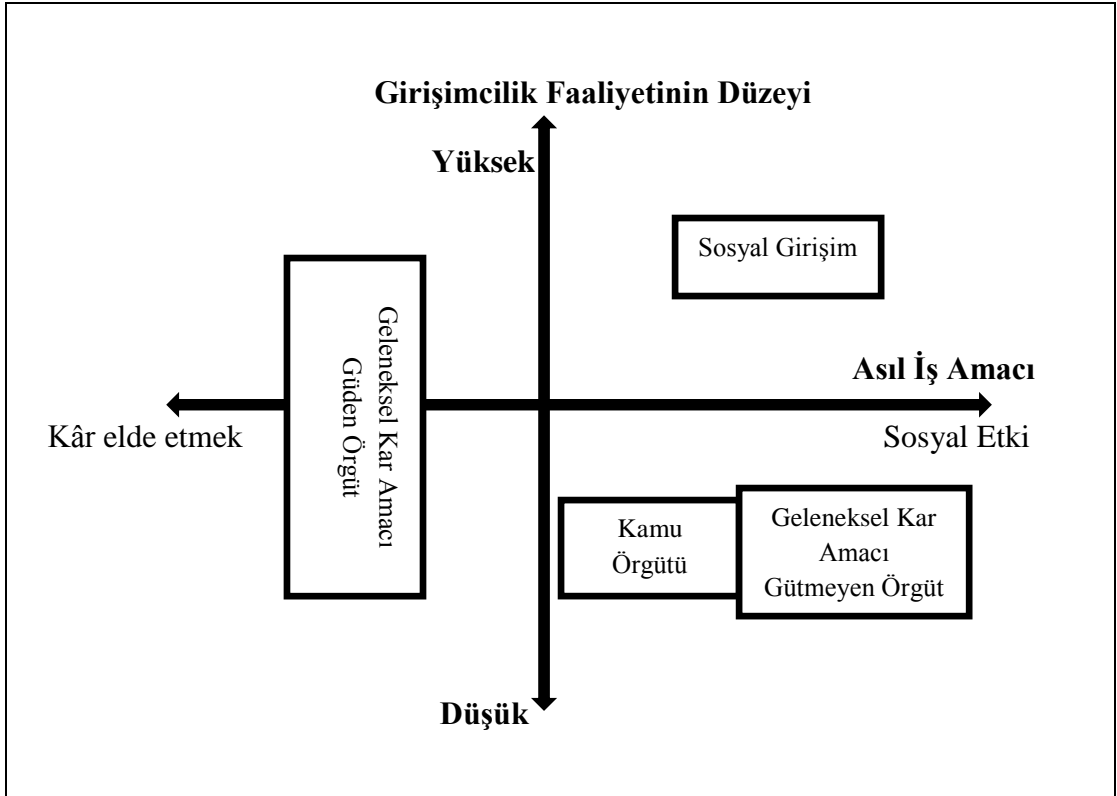 Girişimcilik Faaliyetinin Düzeyi
Yüksek
Sosyal Girişim
Geleneksel Kar Amacı
Güden Örgüt
Asıl İş Amacı
Kâr elde etmek
Sosyal Etki
Kamu
Örgütü
Geleneksel Kar
Amacı
Gütmeyen Örgüt
Düşük